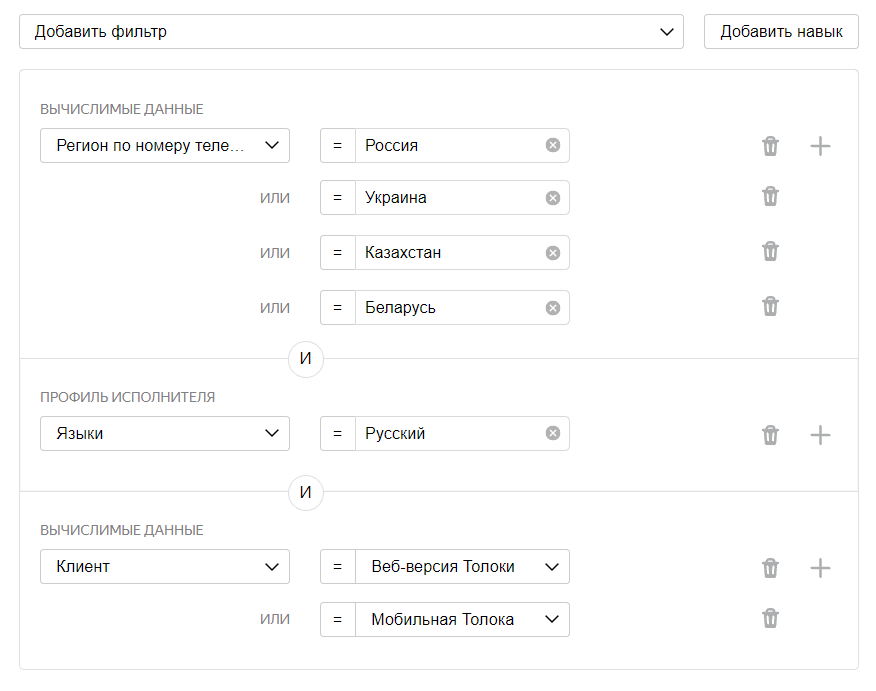 Добавить фильтр Добавить навык
ВЫЧИСЛИМЫЕ ДАННЫЕ
Регион по номеру теле... = Россия
ИЛИ = Украина
ИЛИ = Казахстан
ИЛИ = Беларусь
И
ПРОФИЛЬ ИСПОЛНИТЕЛЯ
Языки = Русский
И
ВЫЧИСЛИМЫЕ ДАННЫЕ
Клиент = Веб-версия Толоки
ИЛИ = Мобильная Толока